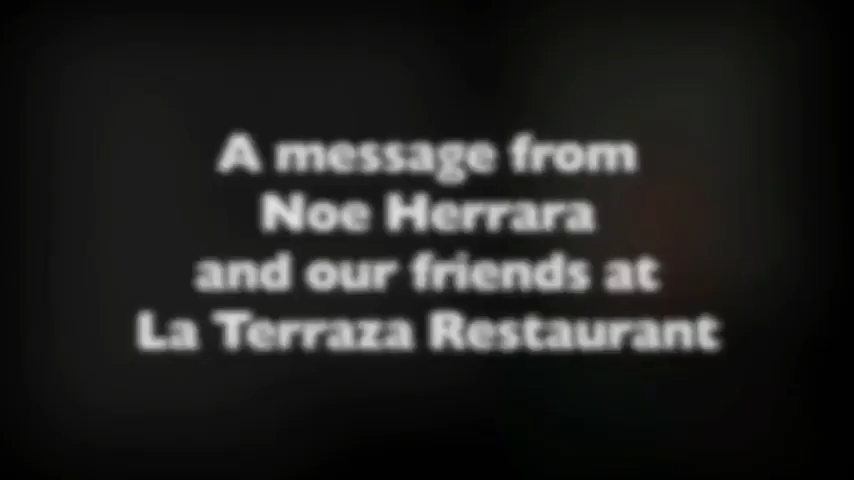 A message from
Noe Herrara
and our friends at
La Terraza Restaurant